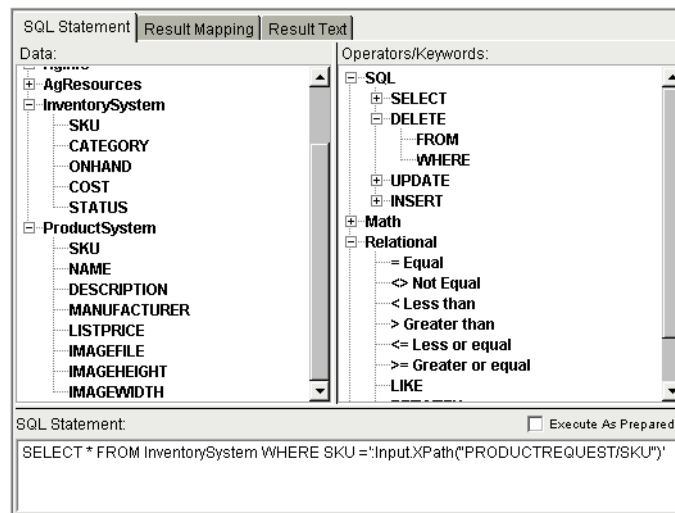 SQL Statement Result Mapping Result Text
Data:
AgResources
InventorySystem
SKU
CATEGORY
ONHAND
COST
STATUS
ProductSystem
SKU
NAME
DESCRIPTION
MANUFACTURER
LISTPRICE
IMAGEFILE
IMAGEHEIGHT
IMAGEWIDTH
Operators/Keywords:
SQL
SELECT
DELETE
FROM
WHERE
UPDATE
INSERT
Math
Relational
= Equal
<> Not Equal
< Less than
> Greater than
<= Less or equal
>= Greater or equal
LIKE
SQL Statement:
Execute As Prepared
SELECT * FROM InventorySystem WHERE SKU =':Input.XPath("PRODUCTREQUEST/SKU")'